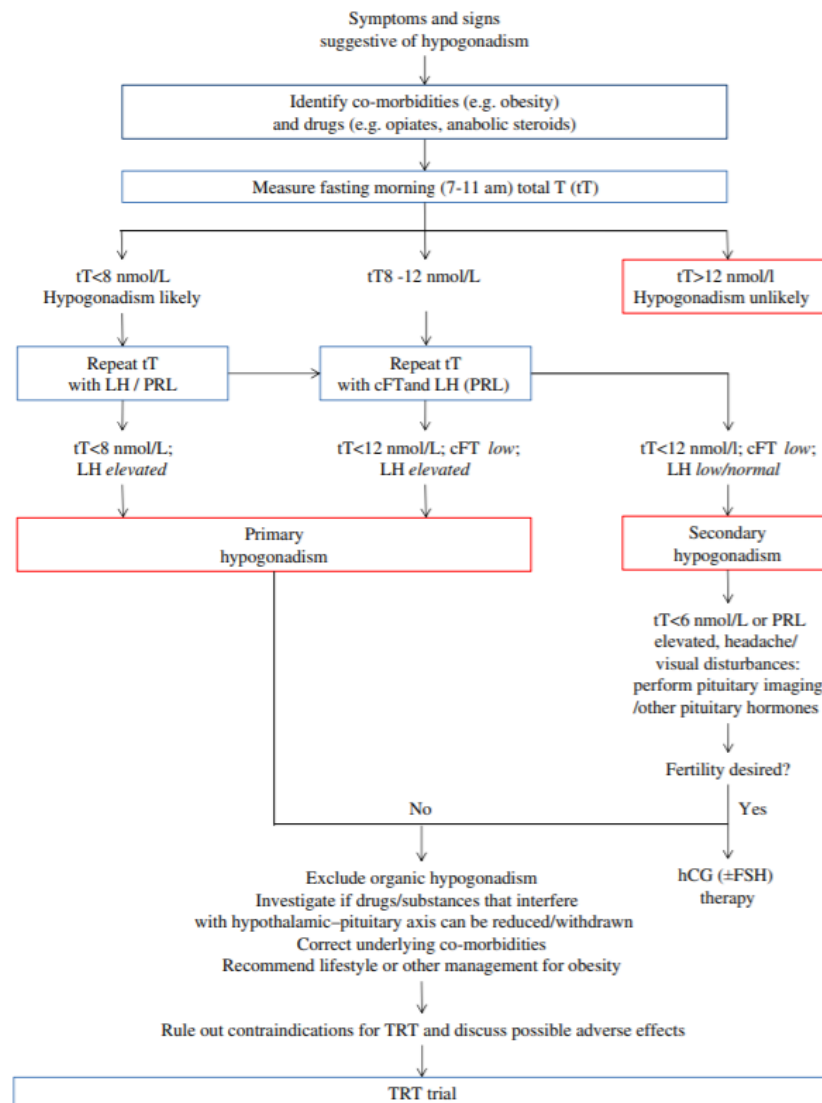 Symptoms and signs
suggestive of hypogonadism
Identify co-morbidities (e.g. obesity)
and drugs (e.g. opiates, anabolic steroids)
Measure fasting morning (7-11 am) total T (tT)
tT<8 nmol/L
Hypogonadism likely
tT8 -12 nmol/L
tT>12 nmol/l
Hypogonadism unlikely
Repeat tT
with LH / PRL
Repeat tT
with cFTand LH (PRL)
tT<8 nmol/L;
LH elevated
tT<12 nmol/L; cFT low;
LH elevated
tT<12 nmol/l; cFT low;
LH low/normal
Primary
hypogonadism
Secondary
hypogonadism
tT<6 nmol/L or PRL
elevated, headache/
visual disturbances:
perform pituitary imaging
/other pituitary hormones
Fertility desired?
No
Yes
Exclude organic hypogonadism
Investigate if drugs/substances that interfere
with hypothalamic–pituitary axis can be reduced/withdrawn
Correct underlying co-morbidities
Recommend lifestyle or other management for obesity
hCG (±FSH)
therapy
Rule out contraindications for TRT and discuss possible adverse effects
TRT trial